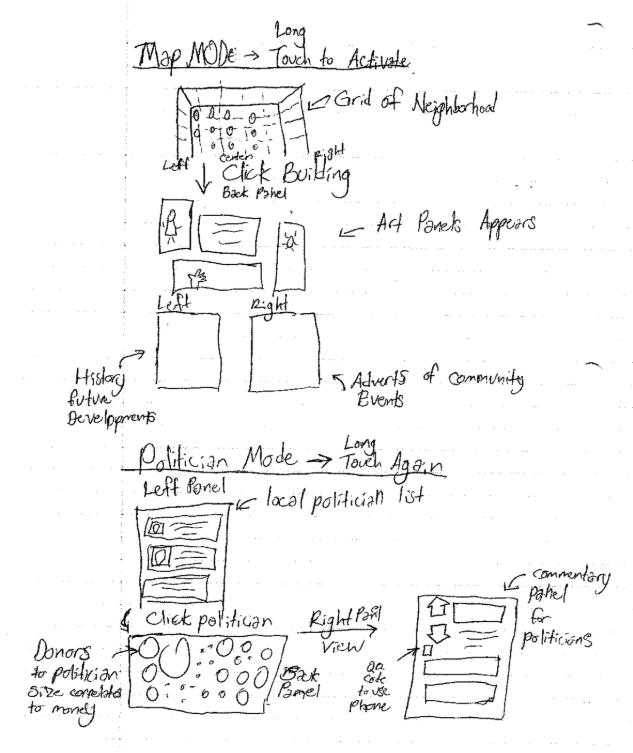 Long
Map MODe → Touch to Activate
Grid of Neighborhood
Left
Center
Right
Click Building
Back Panel
Art Panels Appears
Left
Right
History
future
Developments
Adverts of community
Events
Politician Mode → Long
Touch Again
Left Panel
local politician list
Click politician
Donors
to politician
Size correlates
to money
Back
Panel
Right Panl
View
commentary
Panel
for
politicians
QR
code
to use
Phone